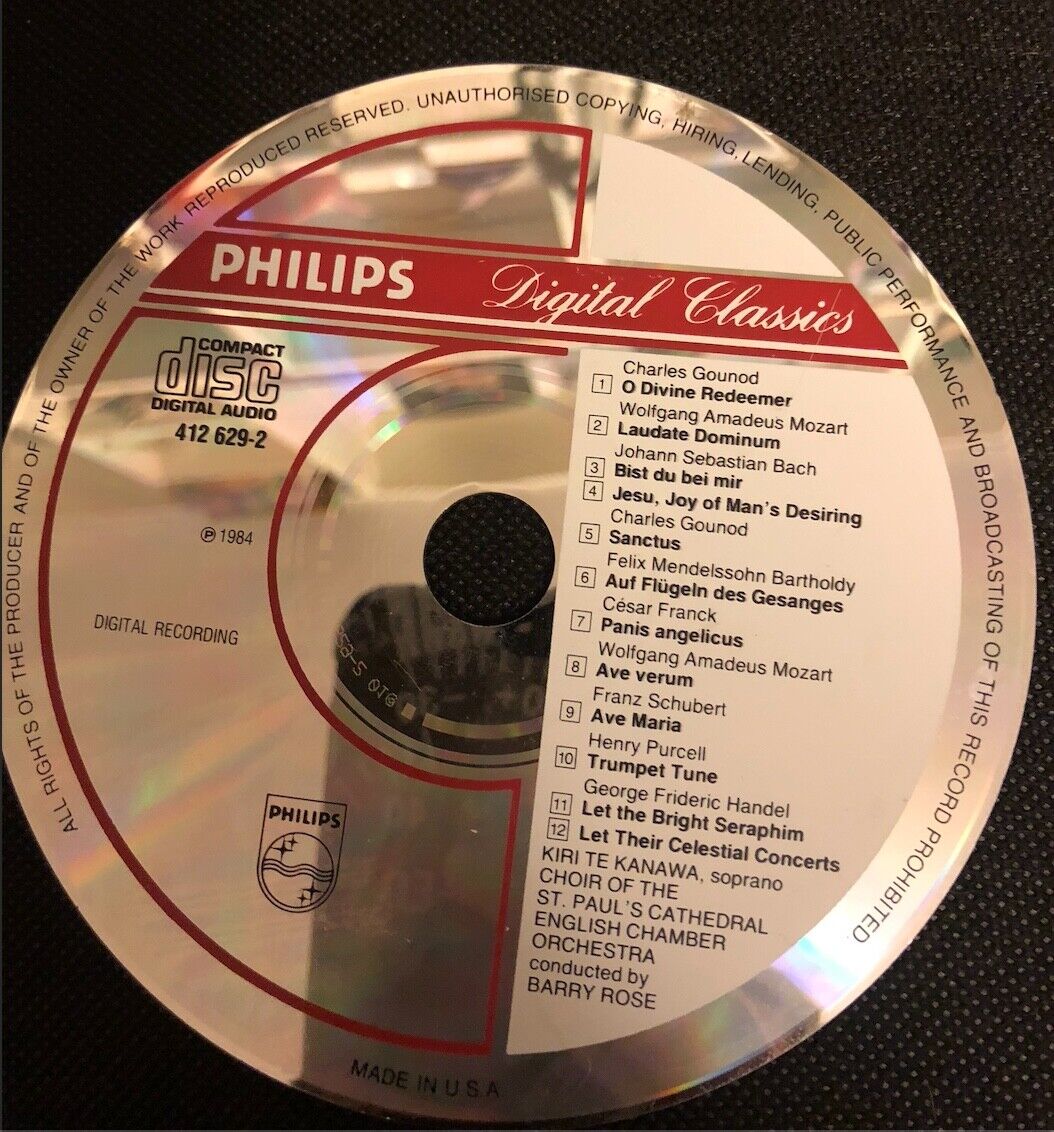 ALL RIGHTS OF THE PRODUCER AND OF THE OWNER OF THE WORK REPRODUCED RESERVED. UNAUTHORISED COPYING, HIRING, LENDING, PUBLIC PERFORMANCE AND BROADCASTING OF THIS RECORD PROHIBITED
PHILIPS Digital Classics
COMPACT
disc
DIGITAL AUDIO
412 629-2
℗ 1984
DIGITAL RECORDING
PHILIPS
Charles Gounod
1 O Divine Redeemer
Wolfgang Amadeus Mozart
2 Laudate Dominum
Johann Sebastian Bach
3 Bist du bei mir
4 Jesu, Joy of Man's Desiring
Charles Gounod
5 Sanctus
Felix Mendelssohn Bartholdy
6 Auf Flügeln des Gesanges
César Franck
7 Panis angelicus
Wolfgang Amadeus Mozart
8 Ave verum
Franz Schubert
9 Ave Maria
Henry Purcell
10 Trumpet Tune
George Frideric Handel
11 Let the Bright Seraphim
12 Let Their Celestial Concerts
KIRI TE KANAWA, soprano
CHOIR OF THE
ST. PAUL'S CATHEDRAL
ENGLISH CHAMBER
ORCHESTRA
conducted by
BARRY ROSE
MADE IN U.S.A